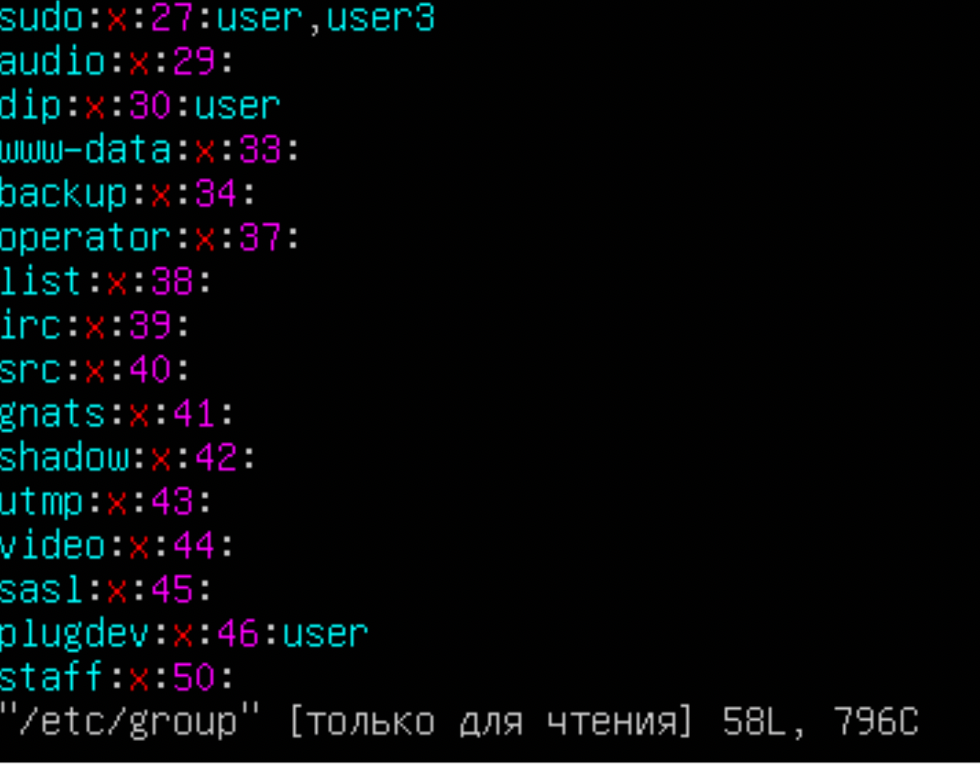 sudo:x:27:user,user3
audio:x:29:
dip:x:30:user
www-data:x:33:
backup:x:34:
operator:x:37:
list:x:38:
irc:x:39:
src:x:40:
gnats:x:41:
shadow:x:42:
utmp:x:43:
video:x:44:
sasl:x:45:
plugdev:x:46:user
staff:x:50:
"/etc/group" [только для чтения] 58L, 796C